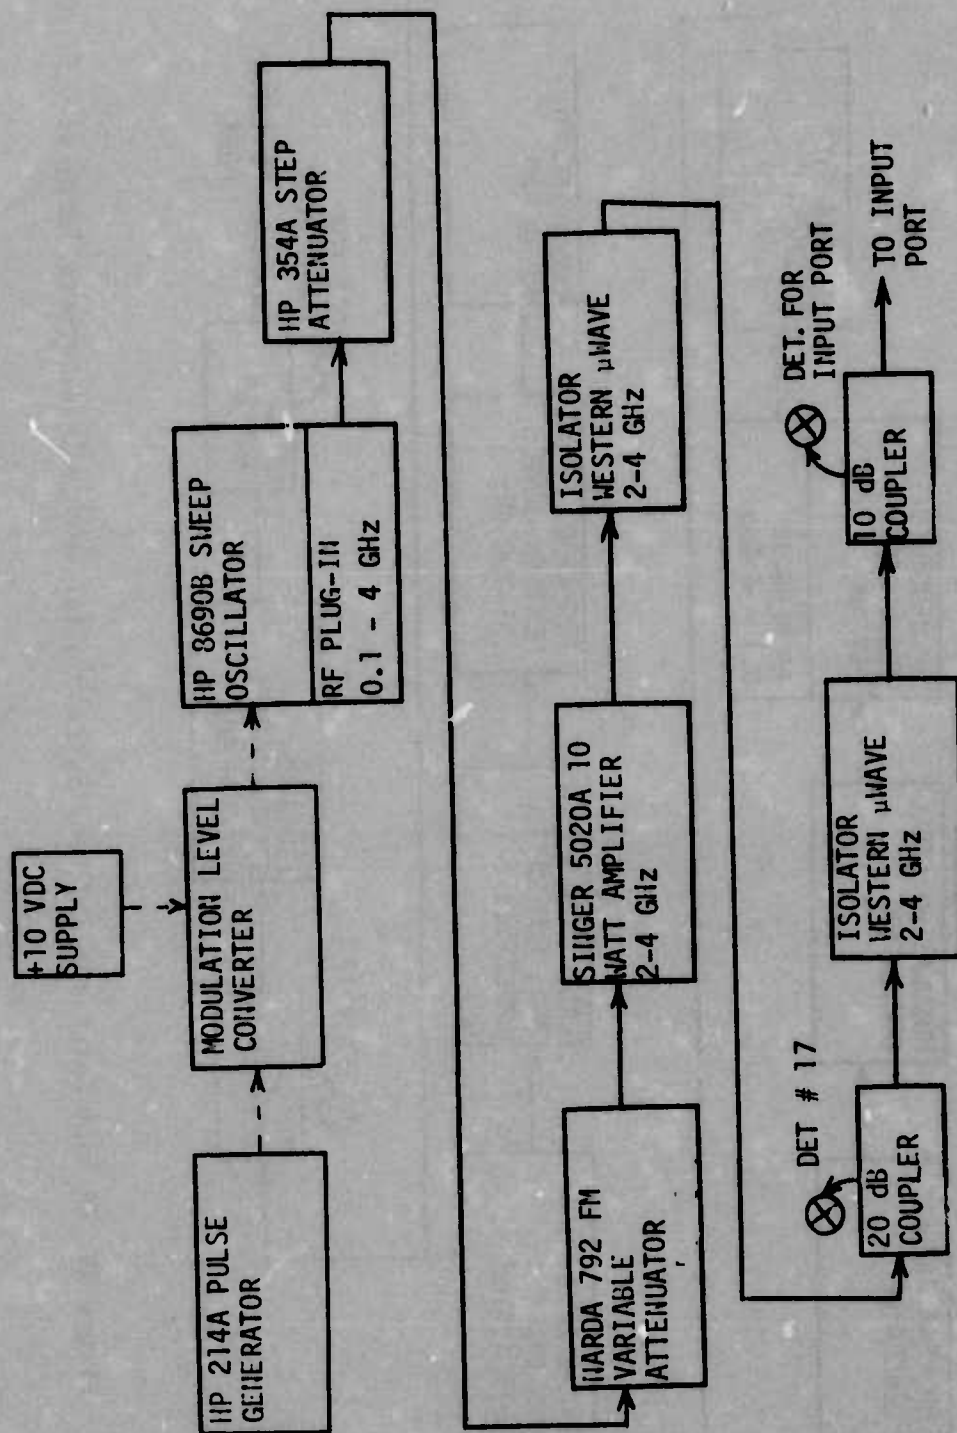 +10 VDC
SUPPLY
HP 214A PULSE
GENERATOR
MODULATION LEVEL
CONVERTER
HP 8690B SWEEP
OSCILLATOR
RF PLUG-IN
0.1 - 4 GHz
HP 354A STEP
ATTENUATOR
NARDA 792 FM
VARIABLE
ATTENUATOR
SINGER 5020A 10
WATT AMPLIFIER
2-4 GHz
ISOLATOR
WESTERN μWAVE
2-4 GHz
DET # 17
20 dB
COUPLER
ISOLATOR
WESTERN μWAVE
2-4 GHz
DET. FOR
INPUT PORT
10 dB
COUPLER
TO INPUT
PORT